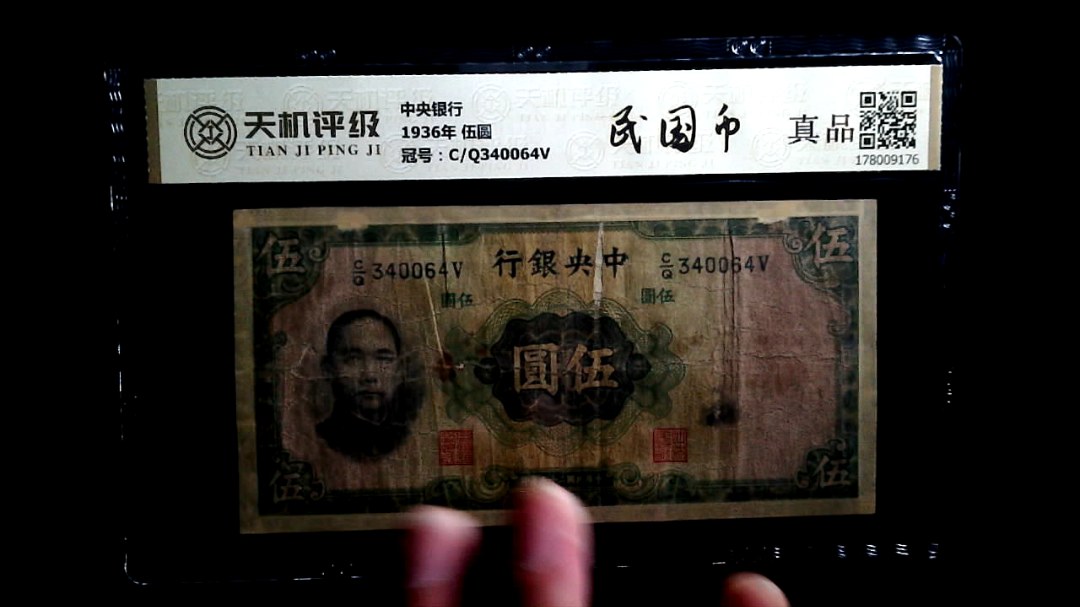 天机评级
TIAN JI PING JI
中央银行
1936年 伍圆
冠号：C/Q340064V
民国币
真品
178009176
伍
伍
C/Q 340064V
行銀央中
C/Q 340064V
圓伍
圓伍
圓伍
伍
伍